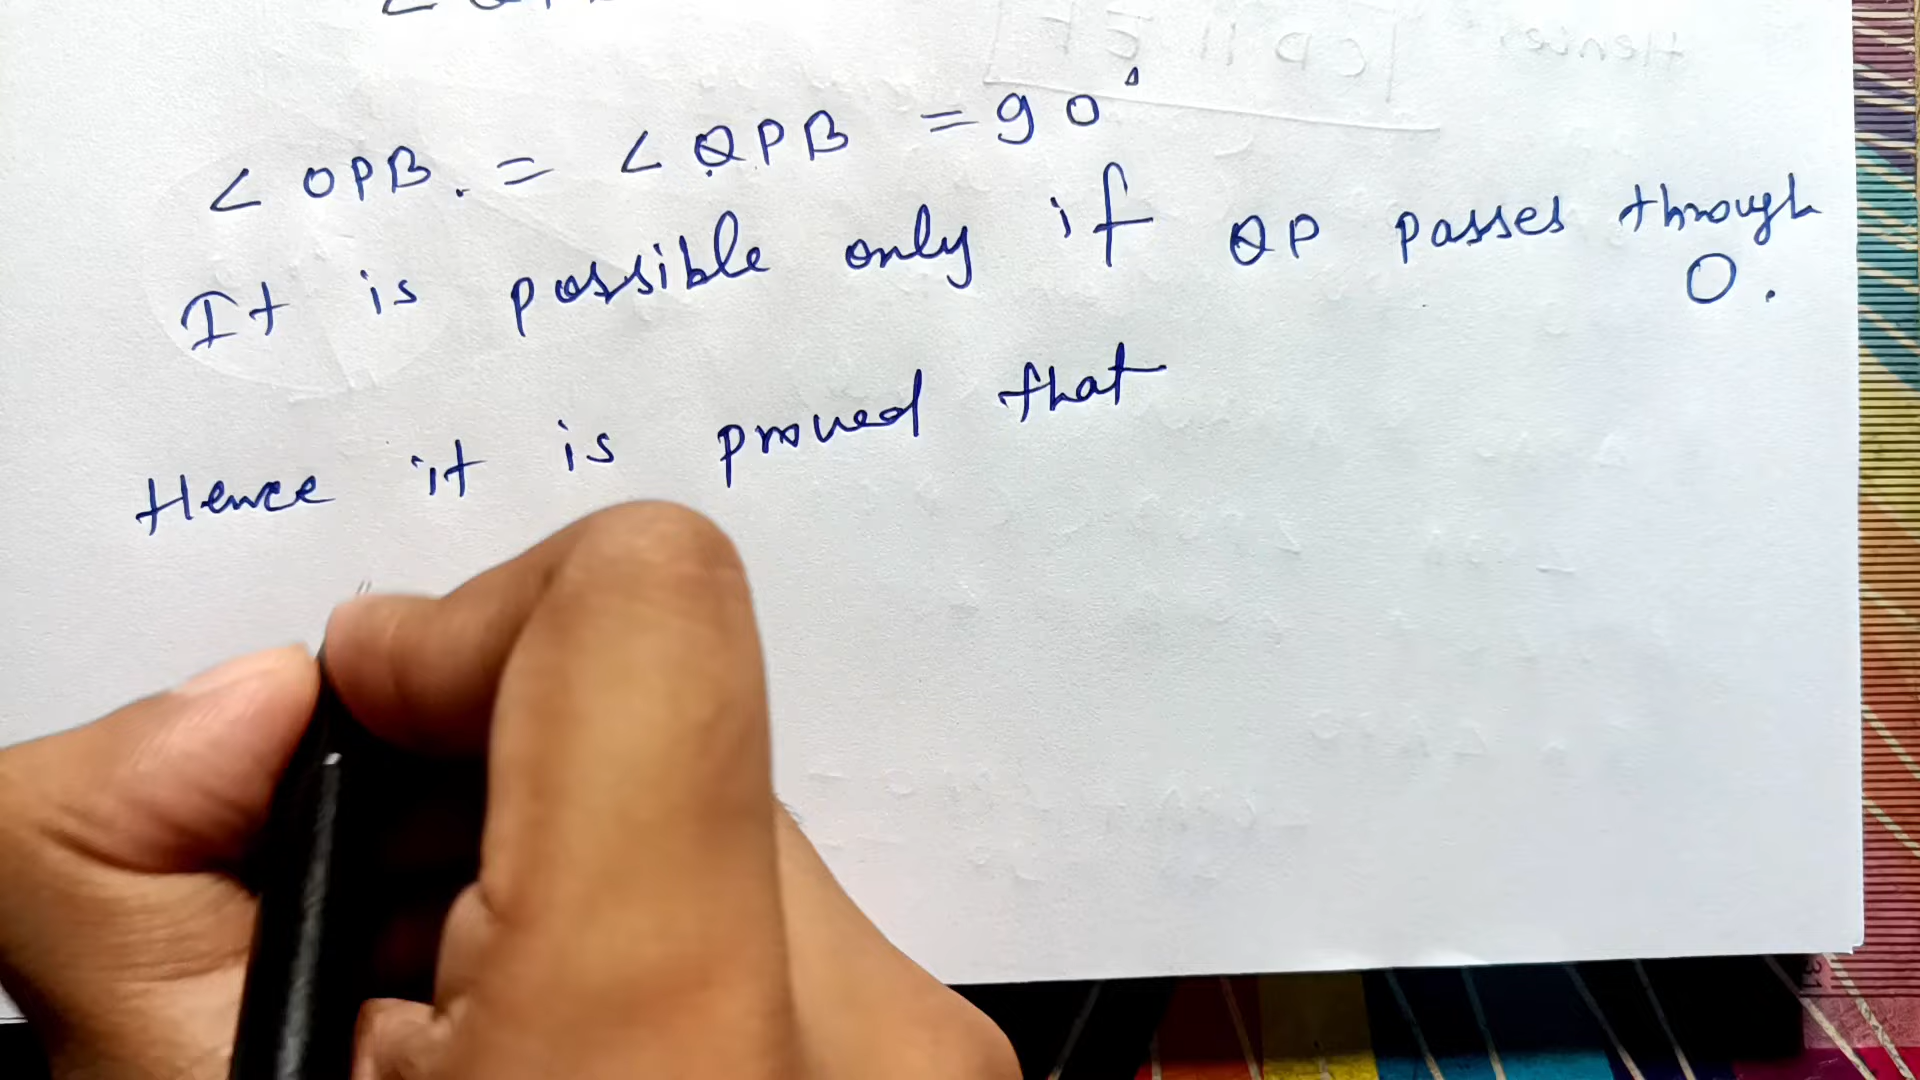 ∠OPB. = ∠QPB = 90°
It is possible only if QP passes through
O.
Hence it is proved that